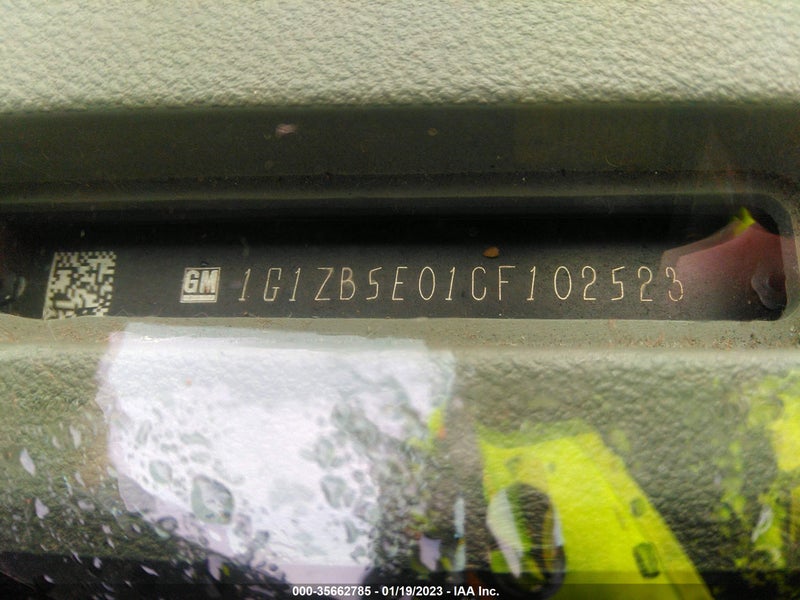 GM 1G1ZB5E01CF102523
000-35662785 - 01/19/2023 - IAA Inc.